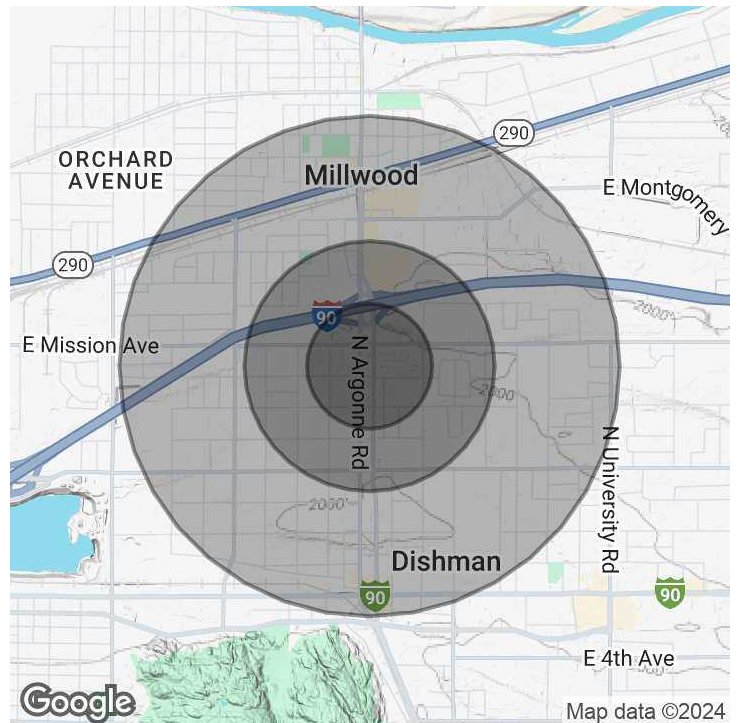 290
ORCHARD
AVENUE
Millwood
E Montgomery
290
90
2000'
E Mission Ave
N Argonne Rd
2000
N University Rd
2000'
Dishman
90
90
E 4th Ave
Google
Map data ©2024